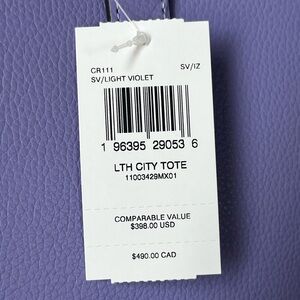 CR111 SV/IZ
SV/LIGHT VIOLET
1 96395 29053 6
LTH CITY TOTE
11003429MX01
COMPARABLE VALUE
$398.00 USD
$490.00 CAD